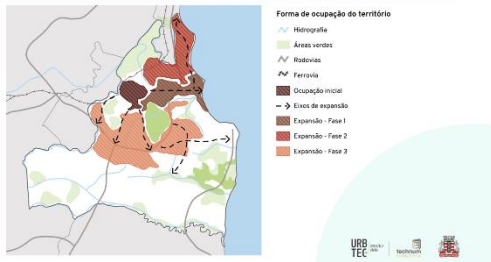 Forma de ocupação do território
Hidrografia
Áreas verdes
Rodovias
Ferrovia
Ocupação inicial
Eixos de expansão
Expansão - Fase I
Expansão - Fase 2
Expansão - Fase 3
URB
TEC
technum